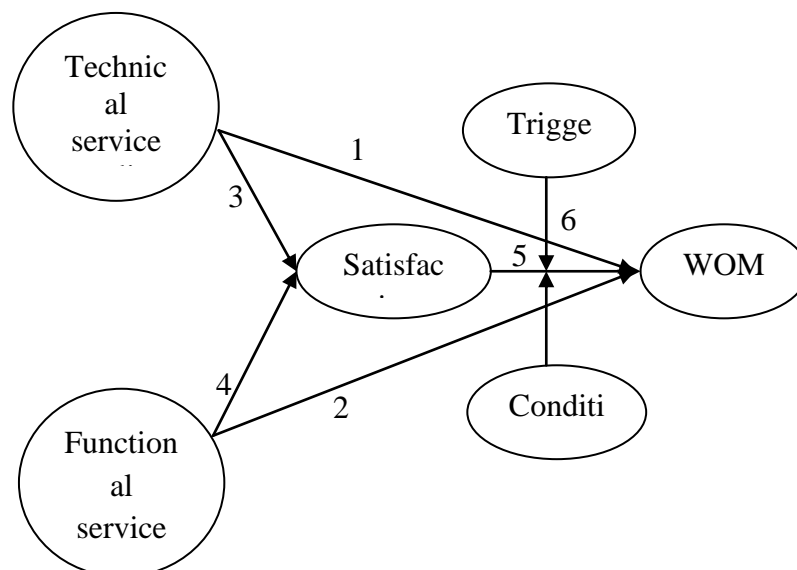 Technic
al
service
Trigge
1
3
6
5
Satisfac
WOM
4
2
Conditi
Function
al
service